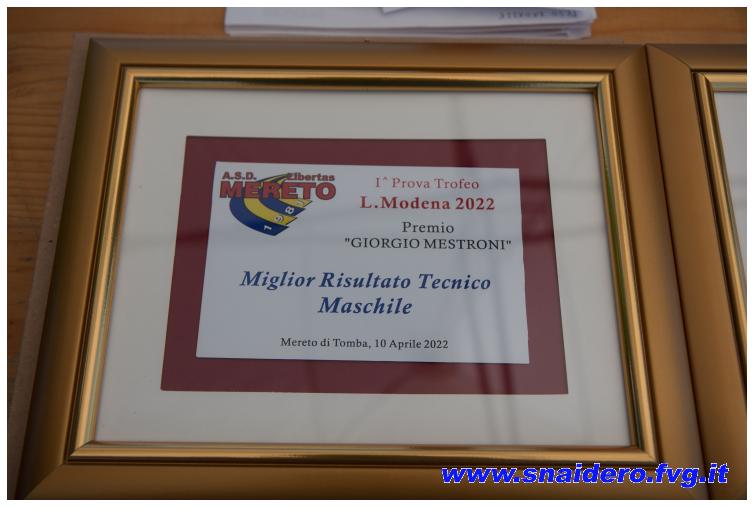 A.S.D. Libertas
MERETO
1981
I^ Prova Trofeo
L.Modena 2022
Premio
"GIORGIO MESTRONI"
Miglior Risultato Tecnico
Maschile
Mereto di Tomba, 10 Aprile 2022
www.snaidero.fvg.it